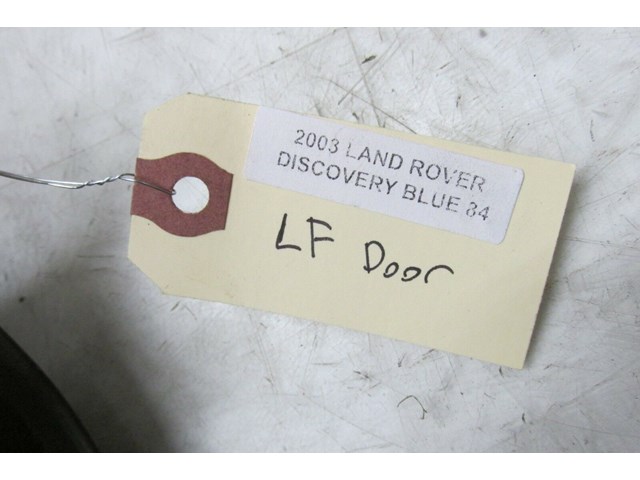 2003 LAND ROVER
DISCOVERY BLUE 84
LF Door